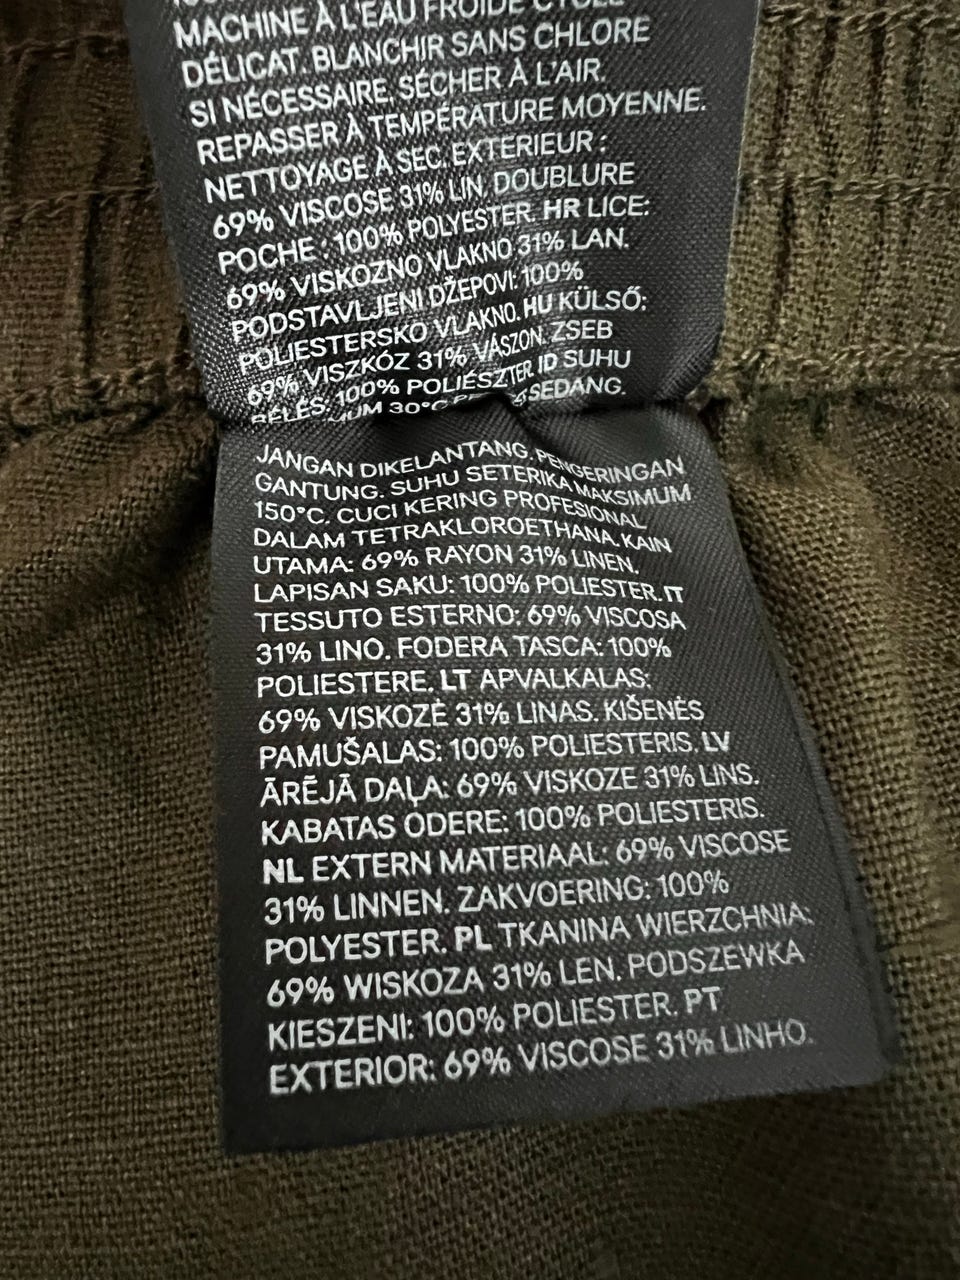 MACHINE À L'EAU FROIDE CYCLE
DÉLICAT. BLANCHIR SANS CHLORE
SI NÉCESSAIRE, SÉCHER À L'AIR.
REPASSER À TEMPÉRATURE MOYENNE.
NETTOYAGE À SEC. EXTERIEUR :
69% VISCOSE 31% LIN. DOUBLURE
POCHE : 100% POLYESTER. HR LICE:
69% VISKOZNO VLAKNO 31% LAN.
PODSTAVLJENI DŽEPOVI: 100%
POLIESTERSKO VLAKNO. HU KÜLSŐ:
69% VISZKÓZ 31% VÁSZON. ZSEB
BÉLÉS: 100% POLIÉSZTER ID SUHU
30°C SEDANG.
JANGAN DIKELANTANG. PENGERINGAN
GANTUNG. SUHU SETERIKA MAKSIMUM
150°C. CUCI KERING PROFESIONAL
DALAM TETRAKLOROETHANA. KAIN
UTAMA: 69% RAYON 31% LINEN.
LAPISAN SAKU: 100% POLIESTER. IT
TESSUTO ESTERNO: 69% VISCOSA
31% LINO. FODERA TASCA: 100%
POLIESTERE. LT APVALKALAS:
69% VISKOZĖ 31% LINAS. KIŠENĖS
PAMUŠALAS: 100% POLIESTERIS. LV
ĀRĒJĀ DAĻA: 69% VISKOZE 31% LINS.
KABATAS ODERE: 100% POLIESTERIS.
NL EXTERN MATERIAAL: 69% VISCOSE
31% LINNEN. ZAKVOERING: 100%
POLYESTER. PL TKANINA WIERZCHNIA:
69% WISKOZA 31% LEN. PODSZEWKA
KIESZENI: 100% POLIESTER. PT
EXTERIOR: 69% VISCOSE 31% LINHO.